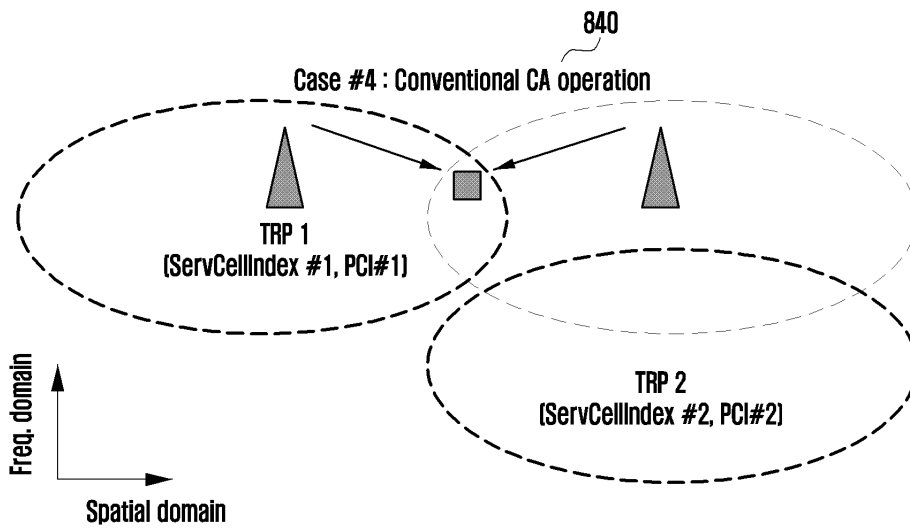 840
Case #4 : Conventional CA operation
TRP 1
(ServCellIndex #1, PCI#1)
TRP 2
(ServCellIndex #2, PCI#2)
Freq. domain
Spatial domain